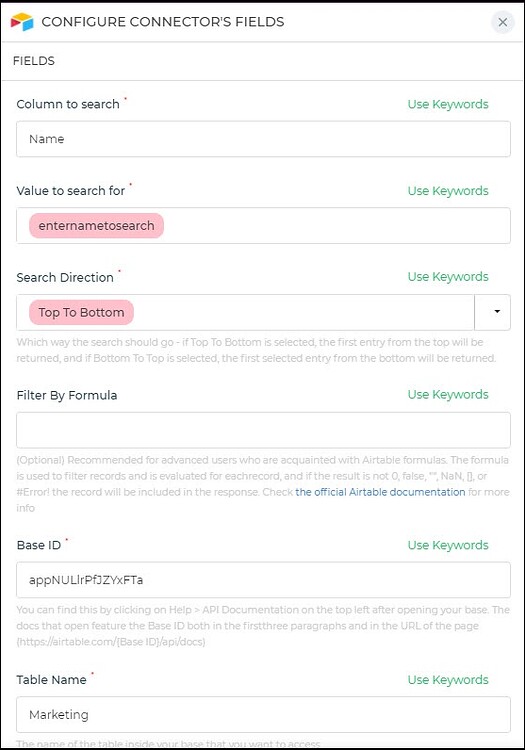 CONFIGURE CONNECTOR'S FIELDS
FIELDS
Column to search * Use Keywords
Name
Value to search for * Use Keywords
enternametosearch
Search Direction * Use Keywords
Top To Bottom
Which way the search should go - if Top To Bottom is selected, the first entry from the top will be
returned, and if Bottom To Top is selected, the first selected entry from the bottom will be returned.
Filter By Formula Use Keywords
(Optional) Recommended for advanced users who are acquainted with Airtable formulas. The formula
is used to filter records and is evaluated for eachrecord, and if the result is not 0, false, "", NaN, [], or
#Error! the record will be included in the response. Check the official Airtable documentation for more
info
Base ID * Use Keywords
appNULlrPfJZYxFTa
You can find this by clicking on Help > API Documentation on the top left after opening your base. The
docs that open feature the Base ID both in the firstthree paragraphs and in the URL of the page
(https://airtable.com/{Base ID}/api/docs)
Table Name * Use Keywords
Marketing
The name of the table inside your base that you want to access